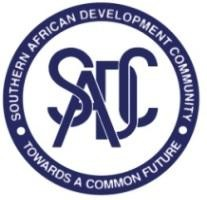 SOUTHERN AFRICAN DEVELOPMENT COMMUNITY
SADC
TOWARDS A COMMON FUTURE